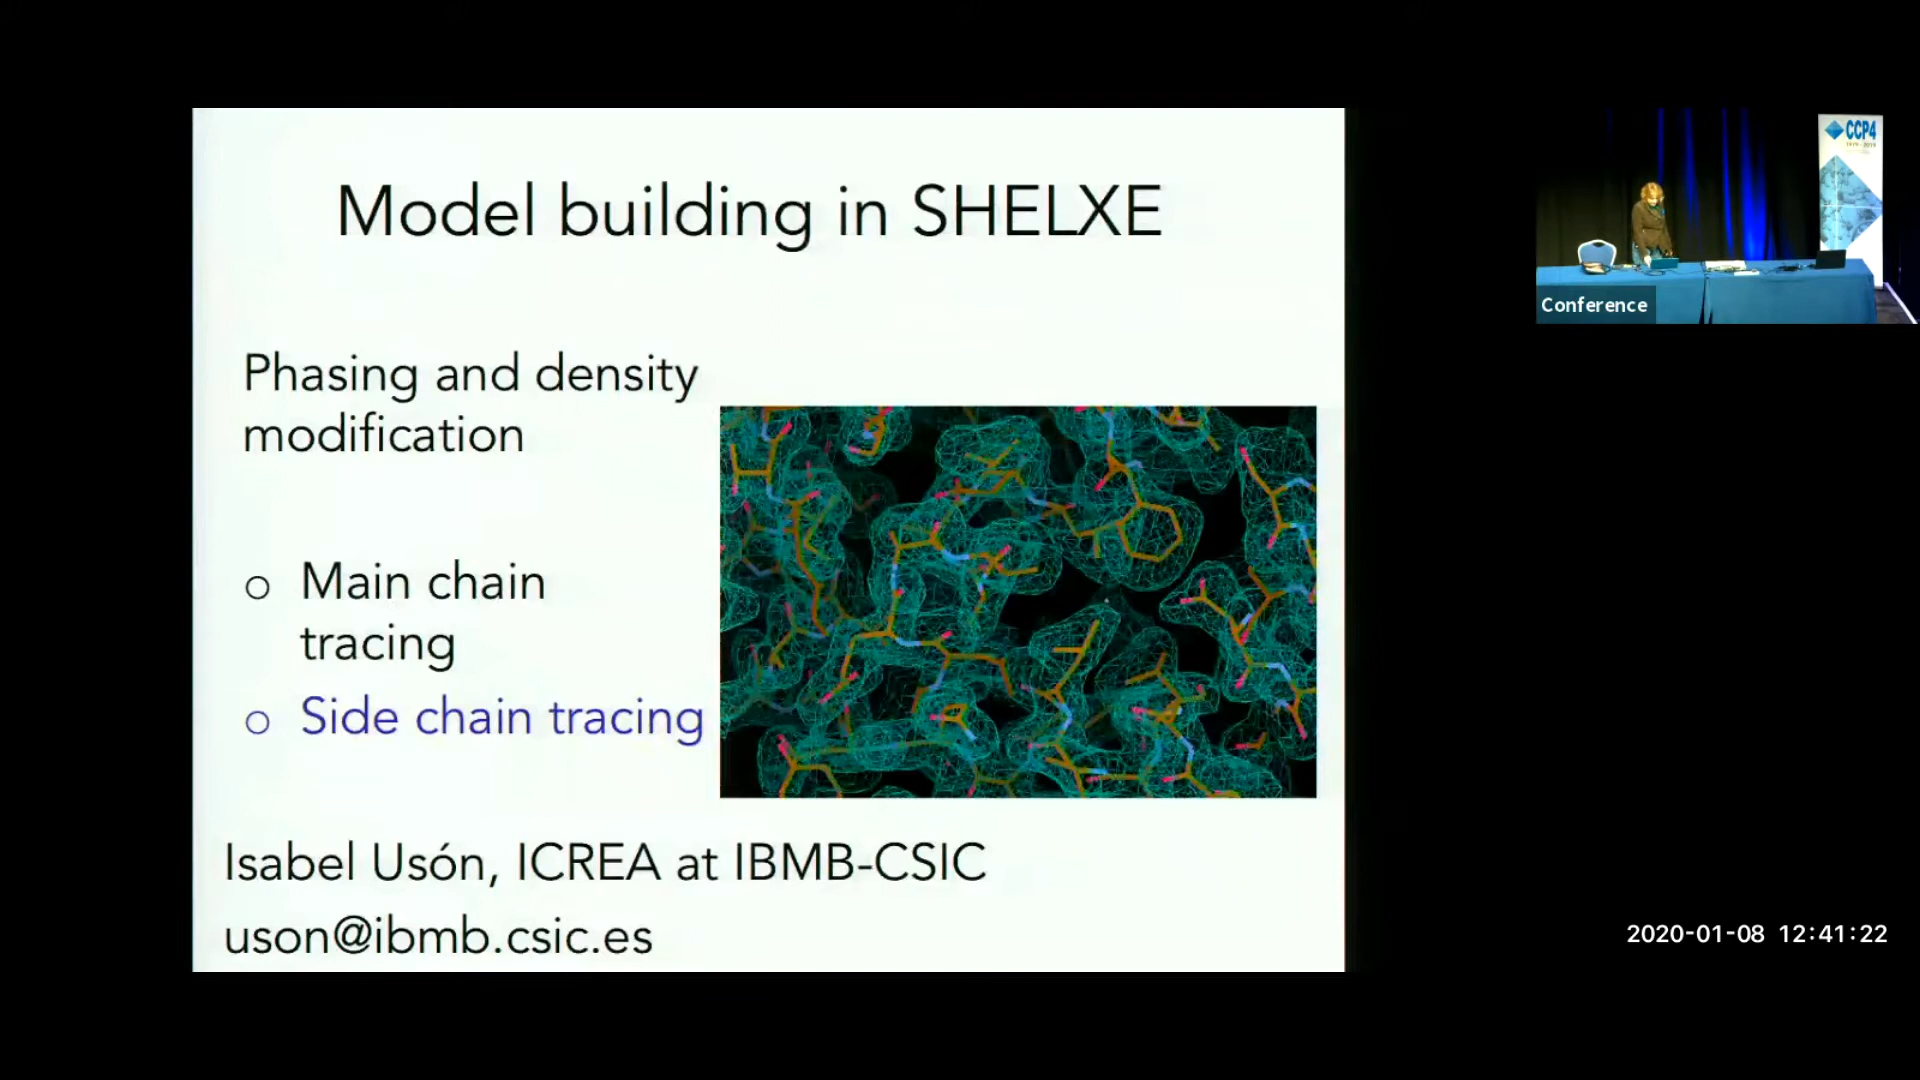 Model building in SHELXE
Phasing and density
modification
o Main chain
tracing
o Side chain tracing
Isabel Usón, ICREA at IBMB-CSIC
uson@ibmb.csic.es
CCP4
Conference
2020-01-08 12:41:22